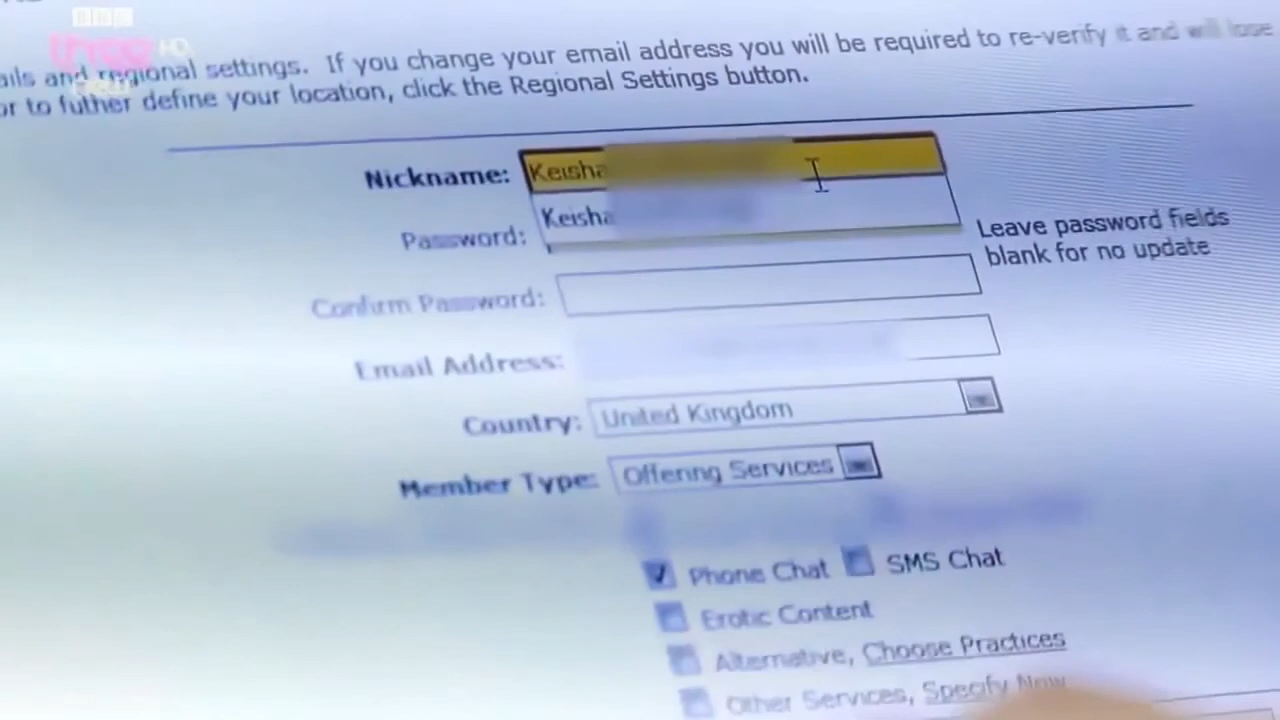 BBC
three HD
ails and regional settings. If you change your email address you will be required to re-verify it and will lose
or to futher define your location, click the Regional Settings button.
Nickname: Keisha
Keisha
Password:
Leave password fields
blank for no update
Confirm Password:
Email Address:
Country: United Kingdom
Member Type: Offering Services
Phone Chat SMS Chat
Erotic Content
Alternative, Choose Practices
Other Services, Specify Now